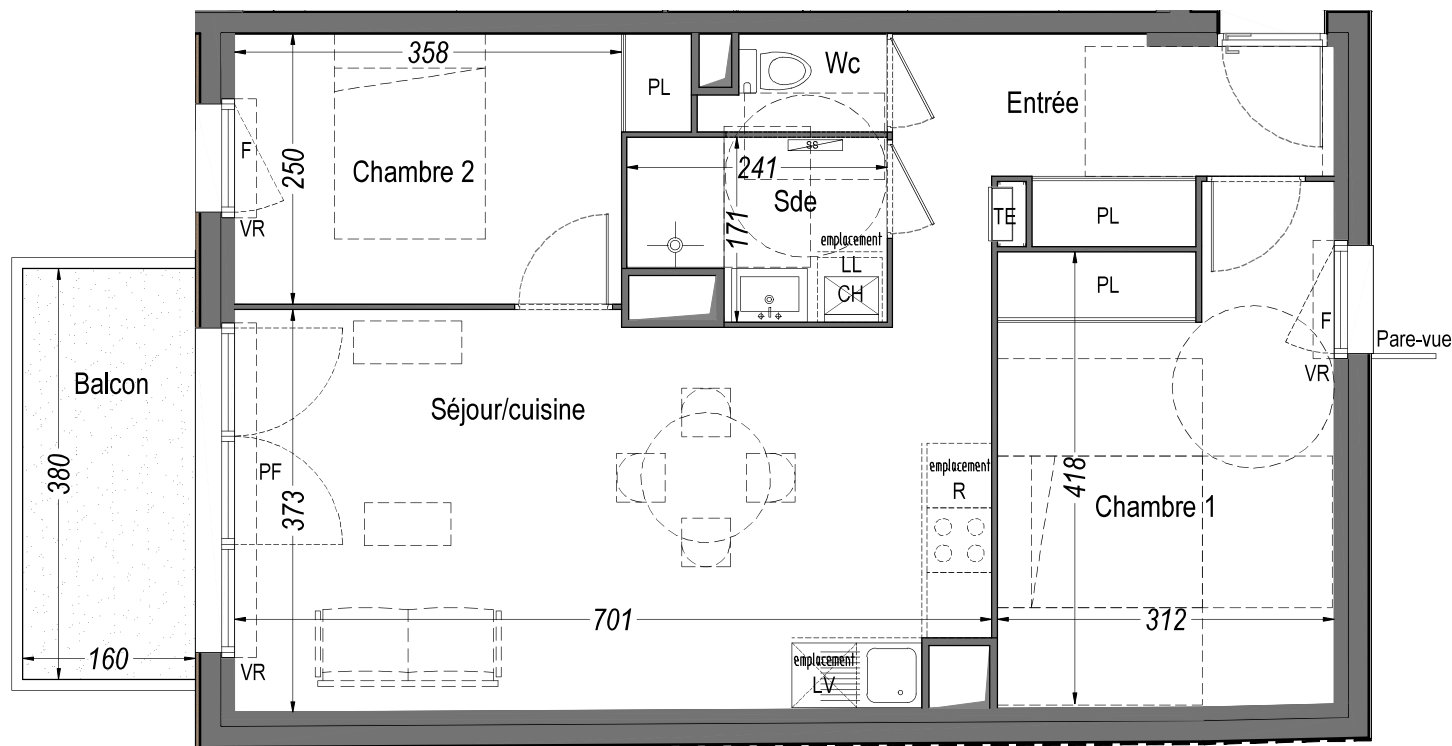 358
PL
Wc
Entrée
F
250
Chambre 2
ss
241
Sde
171
VR
TE
PL
emplacement
LL
CH
PL
F
Pare-vue
VR
Balcon
380
PF
373
Séjour/cuisine
emplacement
R
418
Chambre 1
701
312
160
VR
emplacement
LV